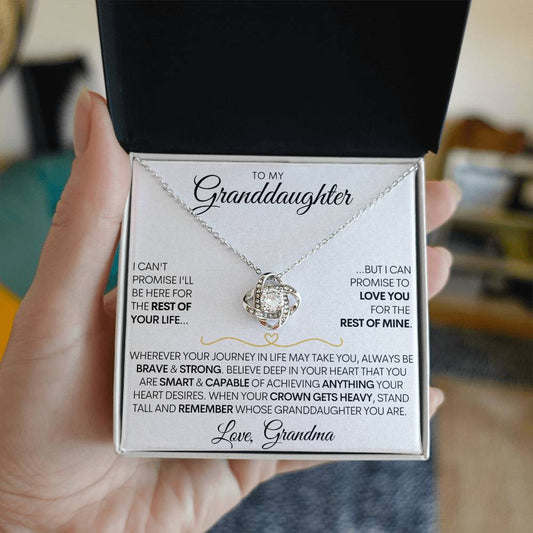 TO MY
Granddaughter
I CAN'T
PROMISE I'LL
BE HERE FOR
THE REST OF
YOUR LIFE...
...BUT I CAN
PROMISE TO
LOVE YOU
FOR THE
REST OF MINE.
WHEREVER YOUR JOURNEY IN LIFE MAY TAKE YOU, ALWAYS BE
BRAVE & STRONG. BELIEVE DEEP IN YOUR HEART THAT YOU
ARE SMART & CAPABLE OF ACHIEVING ANYTHING YOUR
HEART DESIRES. WHEN YOUR CROWN GETS HEAVY, STAND
TALL AND REMEMBER WHOSE GRANDDAUGHTER YOU ARE.
Love, Grandma